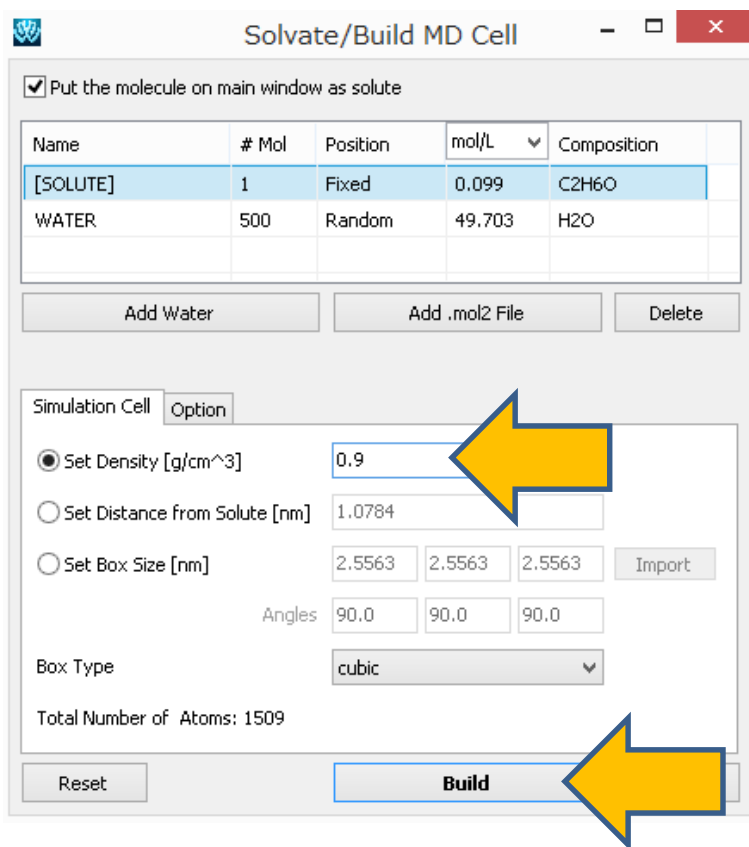 Solvate/Build MD Cell
Put the molecule on main window as solute
Name # Mol Position mol/L Composition
[SOLUTE] 1 Fixed 0.099 C2H6O
WATER 500 Random 49.703 H2O
Add Water Add .mol2 File Delete
Simulation Cell Option
Set Density [g/cm^3] 0.9
Set Distance from Solute [nm] 1.0784
Set Box Size [nm] 2.5563 2.5563 2.5563 Import
Angles 90.0 90.0 90.0
Box Type cubic
Total Number of Atoms: 1509
Reset Build